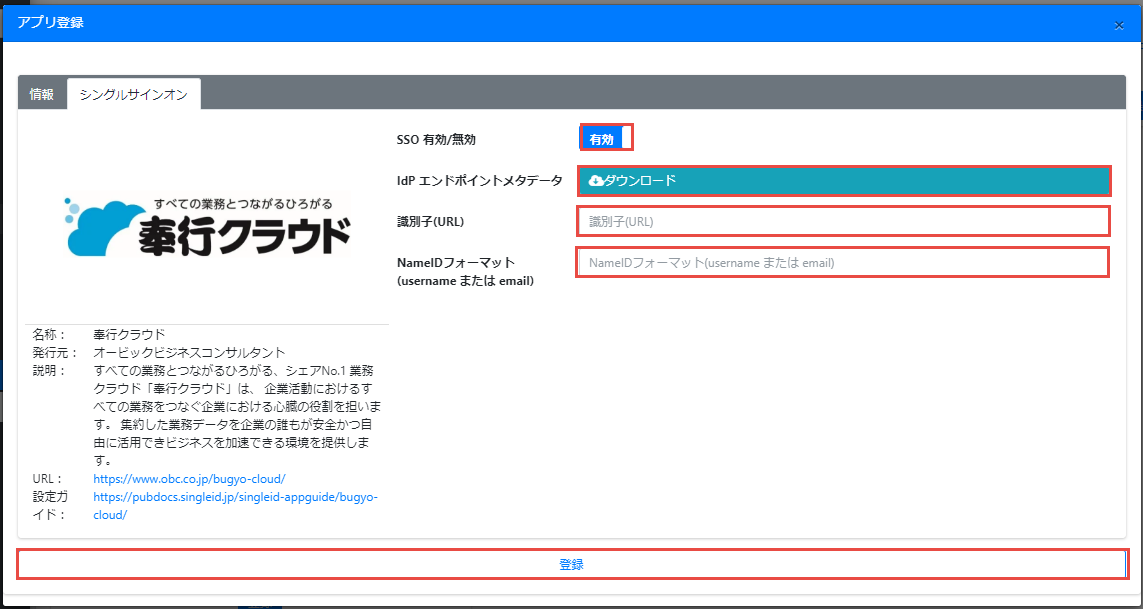 アプリ登録
×
情報
シングルサインオン
SSO 有効/無効
有効
IdP エンドポイントメタデータ
ダウンロード
識別子(URL)
識別子(URL)
NameIDフォーマット
(username または email)
NameIDフォーマット(username または email)
すべての業務とつながるひろがる
奉行クラウド
名称： 奉行クラウド
発行元： オービックビジネスコンサルタント
説明： すべての業務とつながるひろがる、シェアNo.1 業務
クラウド「奉行クラウド」は、 企業活動におけるす
べての業務をつなぐ企業における心臓の役割を担いま
す。 集約した業務データを企業の誰もが安全かつ自
由に活用できビジネスを加速できる環境を提供しま
す。
URL： https://www.obc.co.jp/bugyo-cloud/
設定ガ https://pubdocs.singleid.jp/singleid-appguide/bugyo-
イド： cloud/
登録